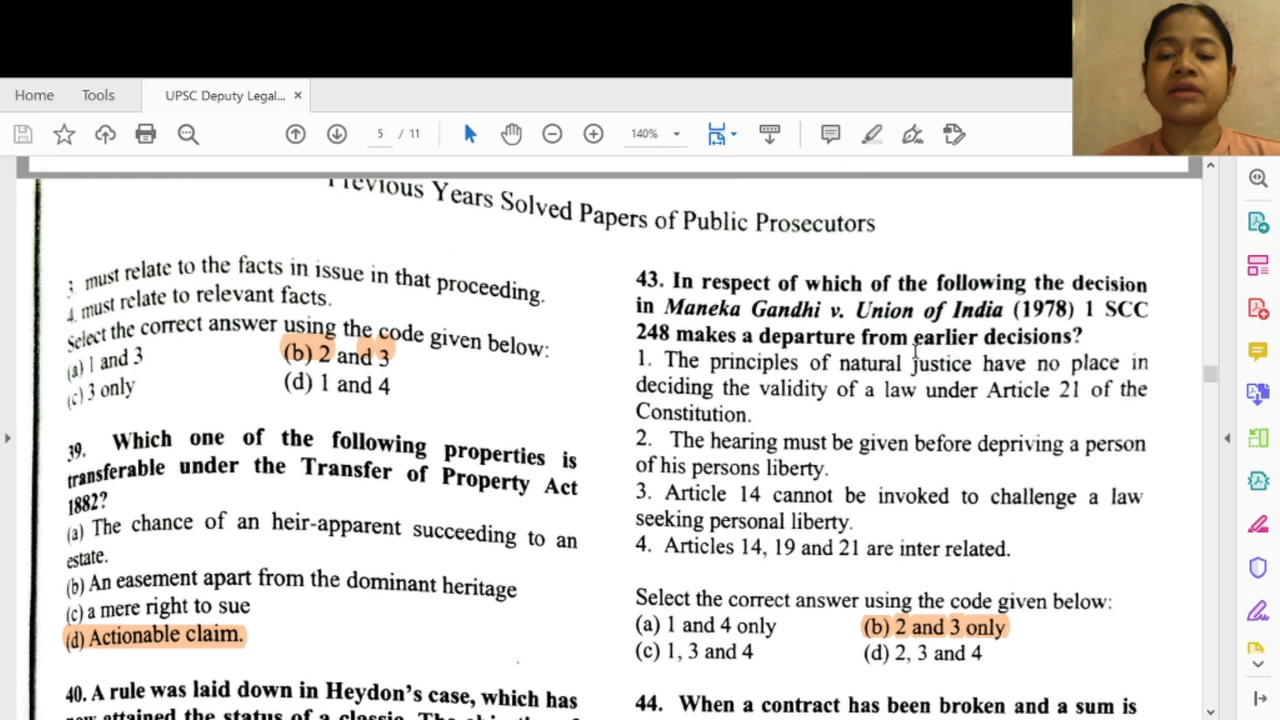 Home
Tools
UPSC Deputy Legal... ×
5 / 11
140%
Previous Years Solved Papers of Public Prosecutors
3. must relate to the facts in issue in that proceeding.
4. must relate to relevant facts.
Select the correct answer using the code given below:
(a) 1 and 3
(b) 2 and 3
(c) 3 only
(d) 1 and 4
39. Which one of the following properties is
transferable under the Transfer of Property Act
1882?
(a) The chance of an heir-apparent succeeding to an
estate.
(b) An easement apart from the dominant heritage
(c) a mere right to sue
(d) Actionable claim.
40. A rule was laid down in Heydon's case, which has
now attained the status of a classic. The
43. In respect of which of the following the decision
in Maneka Gandhi v. Union of India (1978) 1 SCC
248 makes a departure from earlier decisions?
1. The principles of natural justice have no place in
deciding the validity of a law under Article 21 of the
Constitution.
2. The hearing must be given before depriving a person
of his persons liberty.
3. Article 14 cannot be invoked to challenge a law
seeking personal liberty.
4. Articles 14, 19 and 21 are inter related.
Select the correct answer using the code given below:
(a) 1 and 4 only
(b) 2 and 3 only
(c) 1, 3 and 4
(d) 2, 3 and 4
44. When a contract has been broken and a sum is